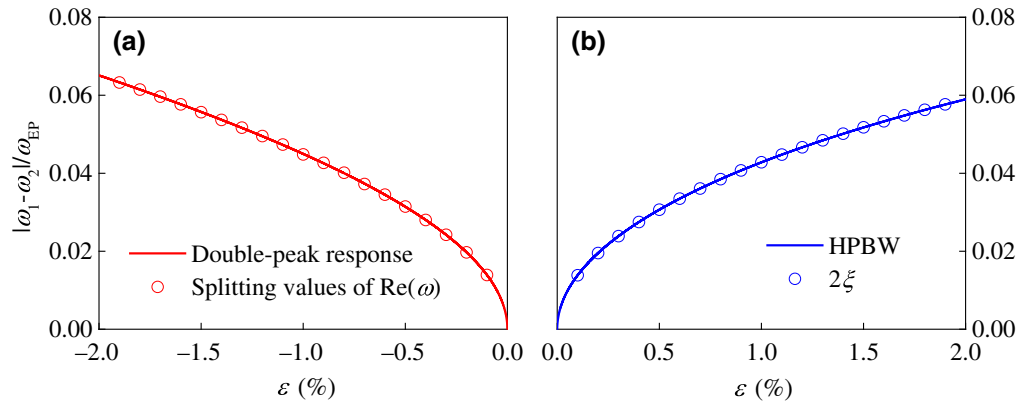 (a)
(b)
0.08
0.06
0.04
0.02
0.00
|ω₁-ω₂|/ω_EP
Double-peak response
Splitting values of Re(ω)
−2.0 −1.5 −1.0 −0.5 0.0
ε (%)
HPBW
2ξ
0.08
0.06
0.04
0.02
0.00
0.0 0.5 1.0 1.5 2.0
ε (%)